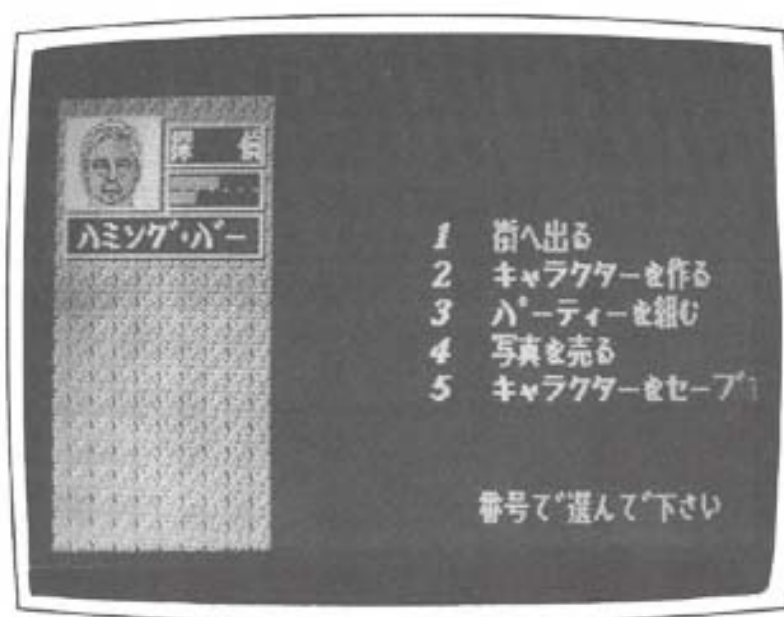 探 偵
ハミング・バー
1 街へ出る
2 キャラクターを作る
3 パーティーを組む
4 写真を売る
5 キャラクターをセーブ
番号で選んで下さい